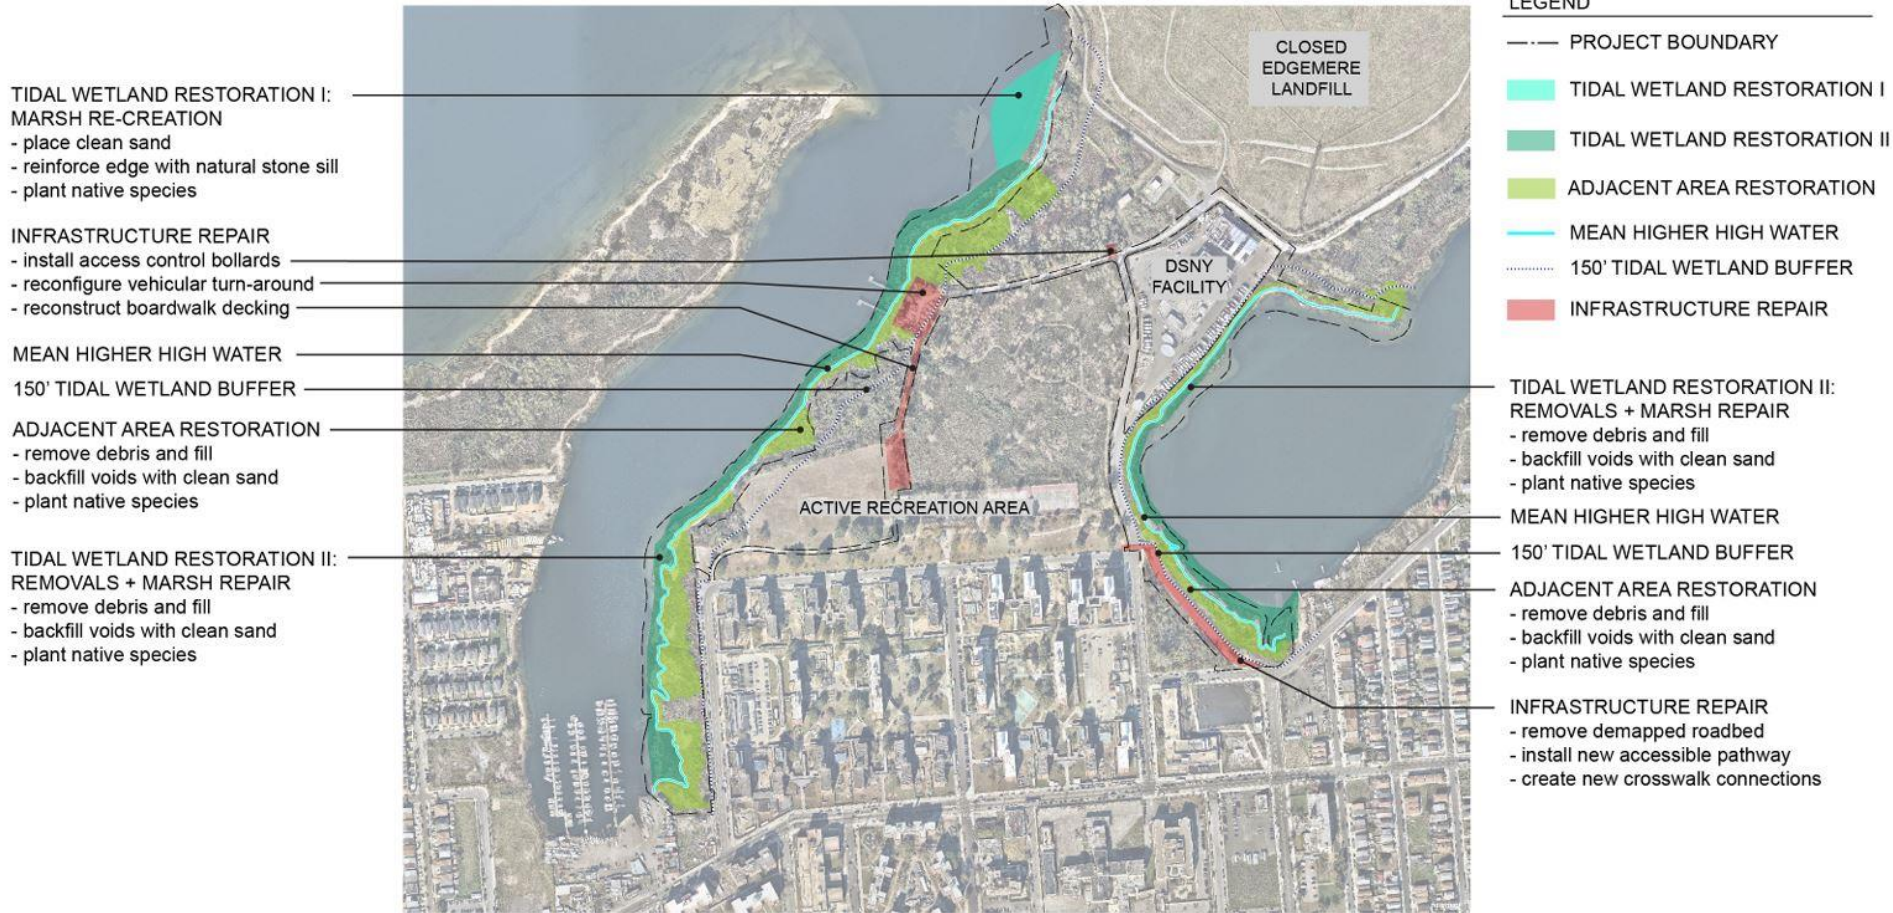 TIDAL WETLAND RESTORATION I:
MARSH RE-CREATION
- place clean sand
- reinforce edge with natural stone sill
- plant native species
INFRASTRUCTURE REPAIR
- install access control bollards
- reconfigure vehicular turn-around
- reconstruct boardwalk decking
MEAN HIGHER HIGH WATER
150' TIDAL WETLAND BUFFER
ADJACENT AREA RESTORATION
- remove debris and fill
- backfill voids with clean sand
- plant native species
TIDAL WETLAND RESTORATION II:
REMOVALS + MARSH REPAIR
- remove debris and fill
- backfill voids with clean sand
- plant native species
CLOSED
EDGEMERE
LANDFILL
DSNY
FACILITY
ACTIVE RECREATION AREA
LEGEND
PROJECT BOUNDARY
TIDAL WETLAND RESTORATION I
TIDAL WETLAND RESTORATION II
ADJACENT AREA RESTORATION
MEAN HIGHER HIGH WATER
150' TIDAL WETLAND BUFFER
INFRASTRUCTURE REPAIR
TIDAL WETLAND RESTORATION II:
REMOVALS + MARSH REPAIR
- remove debris and fill
- backfill voids with clean sand
- plant native species
MEAN HIGHER HIGH WATER
150' TIDAL WETLAND BUFFER
ADJACENT AREA RESTORATION
- remove debris and fill
- backfill voids with clean sand
- plant native species
INFRASTRUCTURE REPAIR
- remove demapped roadbed
- install new accessible pathway
- create new crosswalk connections